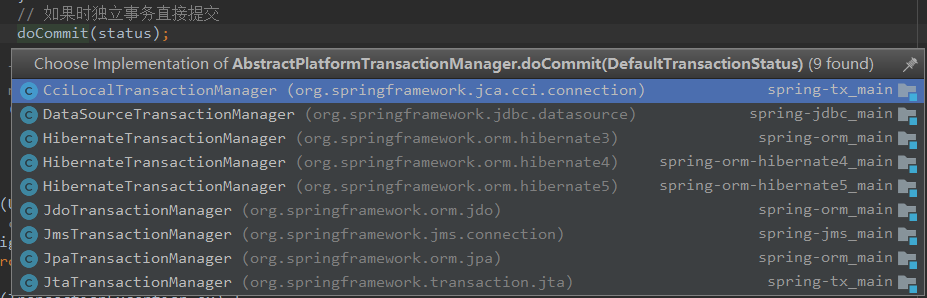 // 如果时独立事务直接提交
doCommit(status);
Choose Implementation of AbstractPlatformTransactionManager.doCommit(DefaultTransactionStatus) (9 found)
CciLocalTransactionManager (org.springframework.jca.cci.connection) spring-tx_main
DataSourceTransactionManager (org.springframework.jdbc.datasource) spring-jdbc_main
HibernateTransactionManager (org.springframework.orm.hibernate3) spring-orm_main
HibernateTransactionManager (org.springframework.orm.hibernate4) spring-orm-hibernate4_main
HibernateTransactionManager (org.springframework.orm.hibernate5) spring-orm-hibernate5_main
JdoTransactionManager (org.springframework.orm.jdo) spring-orm_main
JmsTransactionManager (org.springframework.jms.connection) spring-jms_main
JpaTransactionManager (org.springframework.orm.jpa) spring-orm_main
JtaTransactionManager (org.springframework.transaction.jta) spring-tx_main